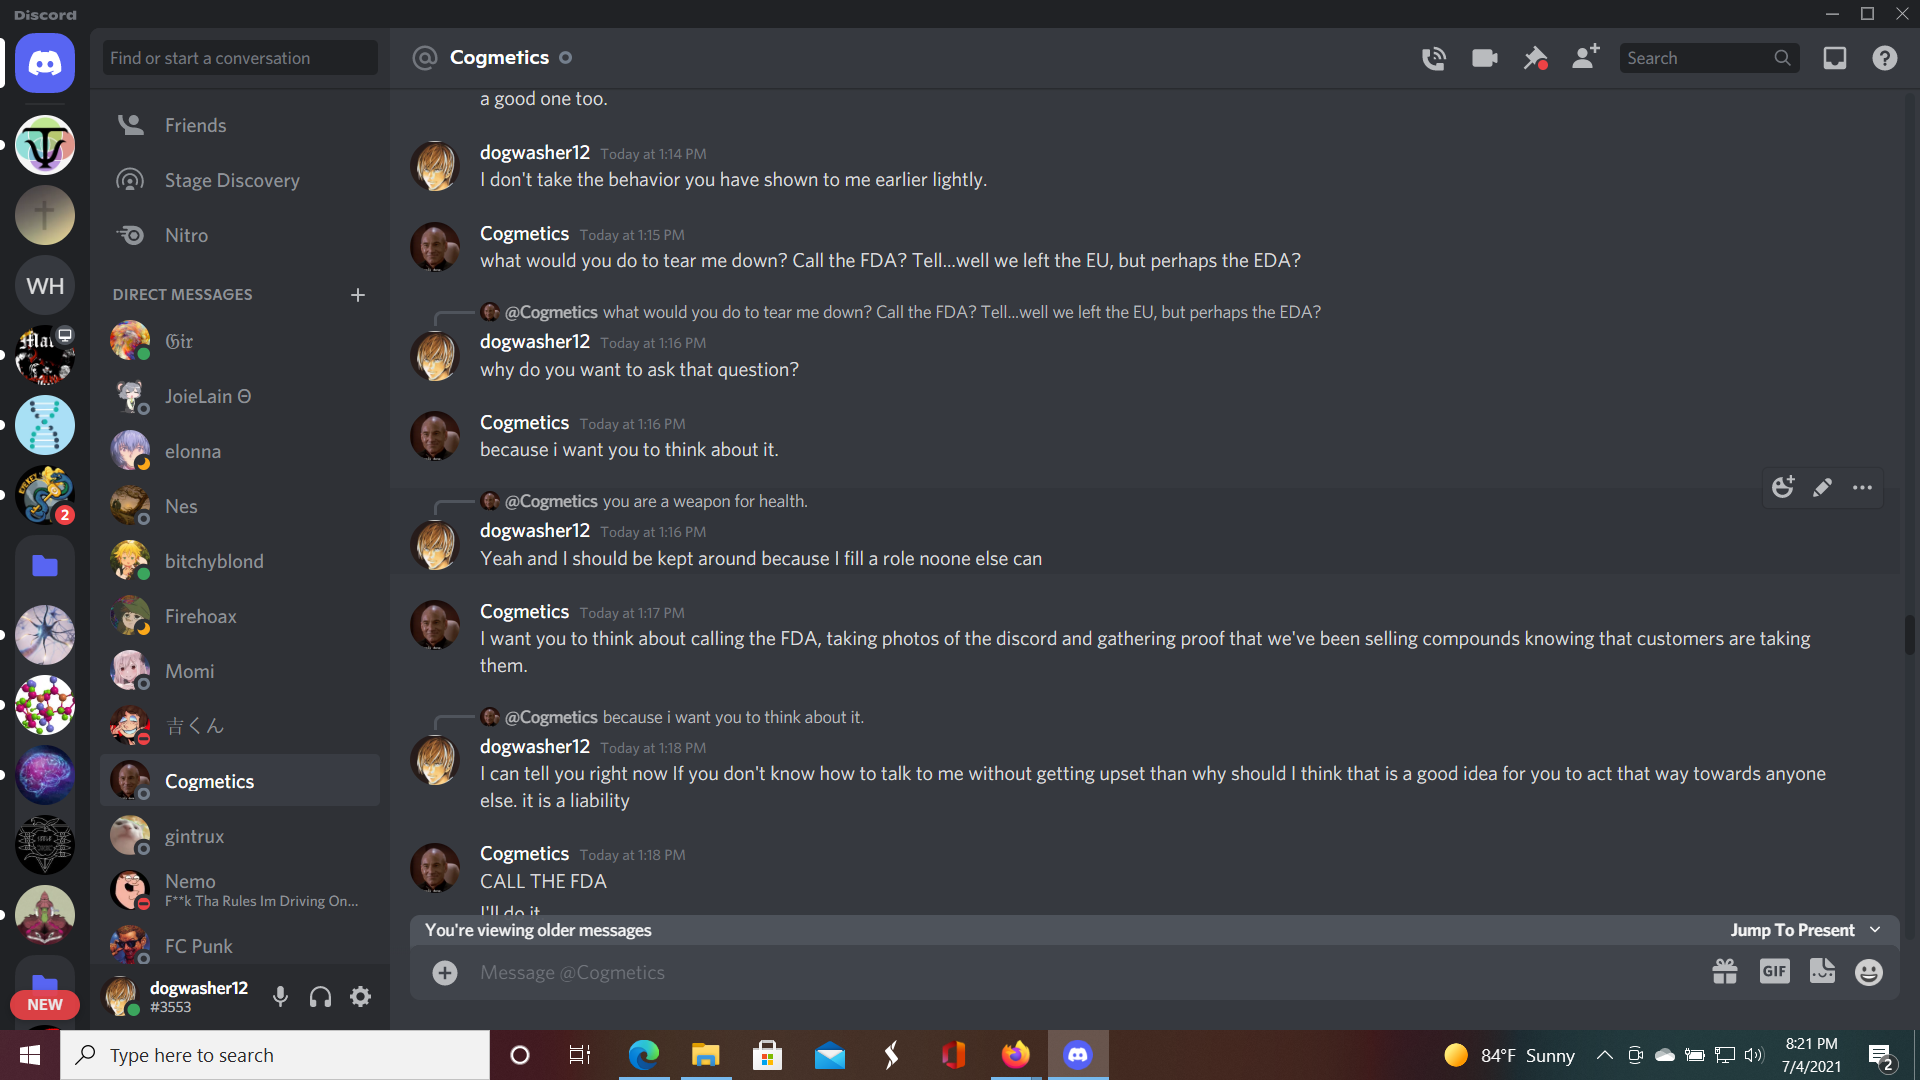 Discord
Find or start a conversation
Friends
Stage Discovery
Nitro
DIRECT MESSAGES
𝔊𝔦𝔯
JoieLain Θ
elonna
Nes
bitchyblond
Firehoax
Momi
吉くん
Cogmetics
gintrux
Nemo
F**k Tha Rules Im Driving On...
FC Punk
dogwasher12
#3553
WH
2
NEW
Cogmetics
Search
a good one too.
dogwasher12 Today at 1:14 PM
I don't take the behavior you have shown to me earlier lightly.
Cogmetics Today at 1:15 PM
what would you do to tear me down? Call the FDA? Tell...well we left the EU, but perhaps the EDA?
@Cogmetics what would you do to tear me down? Call the FDA? Tell...well we left the EU, but perhaps the EDA?
dogwasher12 Today at 1:16 PM
why do you want to ask that question?
Cogmetics Today at 1:16 PM
because i want you to think about it.
@Cogmetics you are a weapon for health.
dogwasher12 Today at 1:16 PM
Yeah and I should be kept around because I fill a role noone else can
Cogmetics Today at 1:17 PM
I want you to think about calling the FDA, taking photos of the discord and gathering proof that we've been selling compounds knowing that customers are taking
them.
@Cogmetics because i want you to think about it.
dogwasher12 Today at 1:18 PM
I can tell you right now If you don't know how to talk to me without getting upset than why should I think that is a good idea for you to act that way towards anyone
else. it is a liability
Cogmetics Today at 1:18 PM
CALL THE FDA
I'll do it
You're viewing older messages
Jump To Present
Message @Cogmetics
GIF
Type here to search
84°F Sunny
8:21 PM
7/4/2021
2